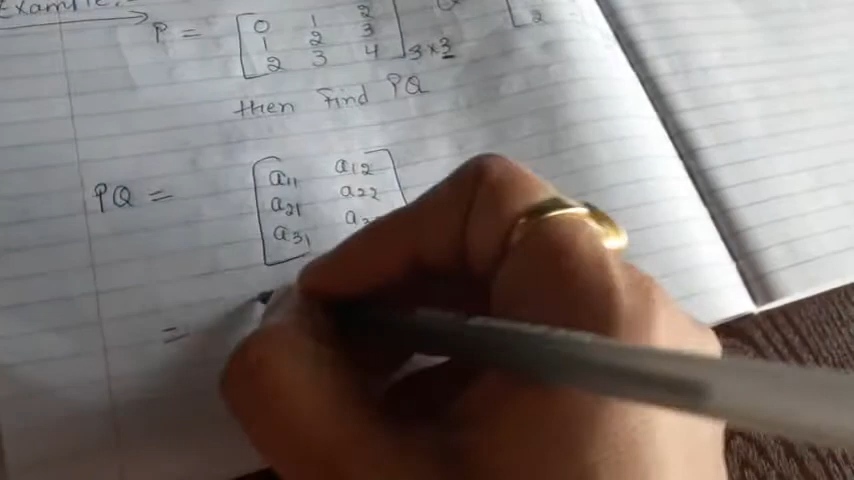 Example:
P = [ 0 1 2
1 2 3
2 3 4 ] 3×3 [ 2
then Find PQ
PQ = [ a11 a12
a21 a22
a31
=